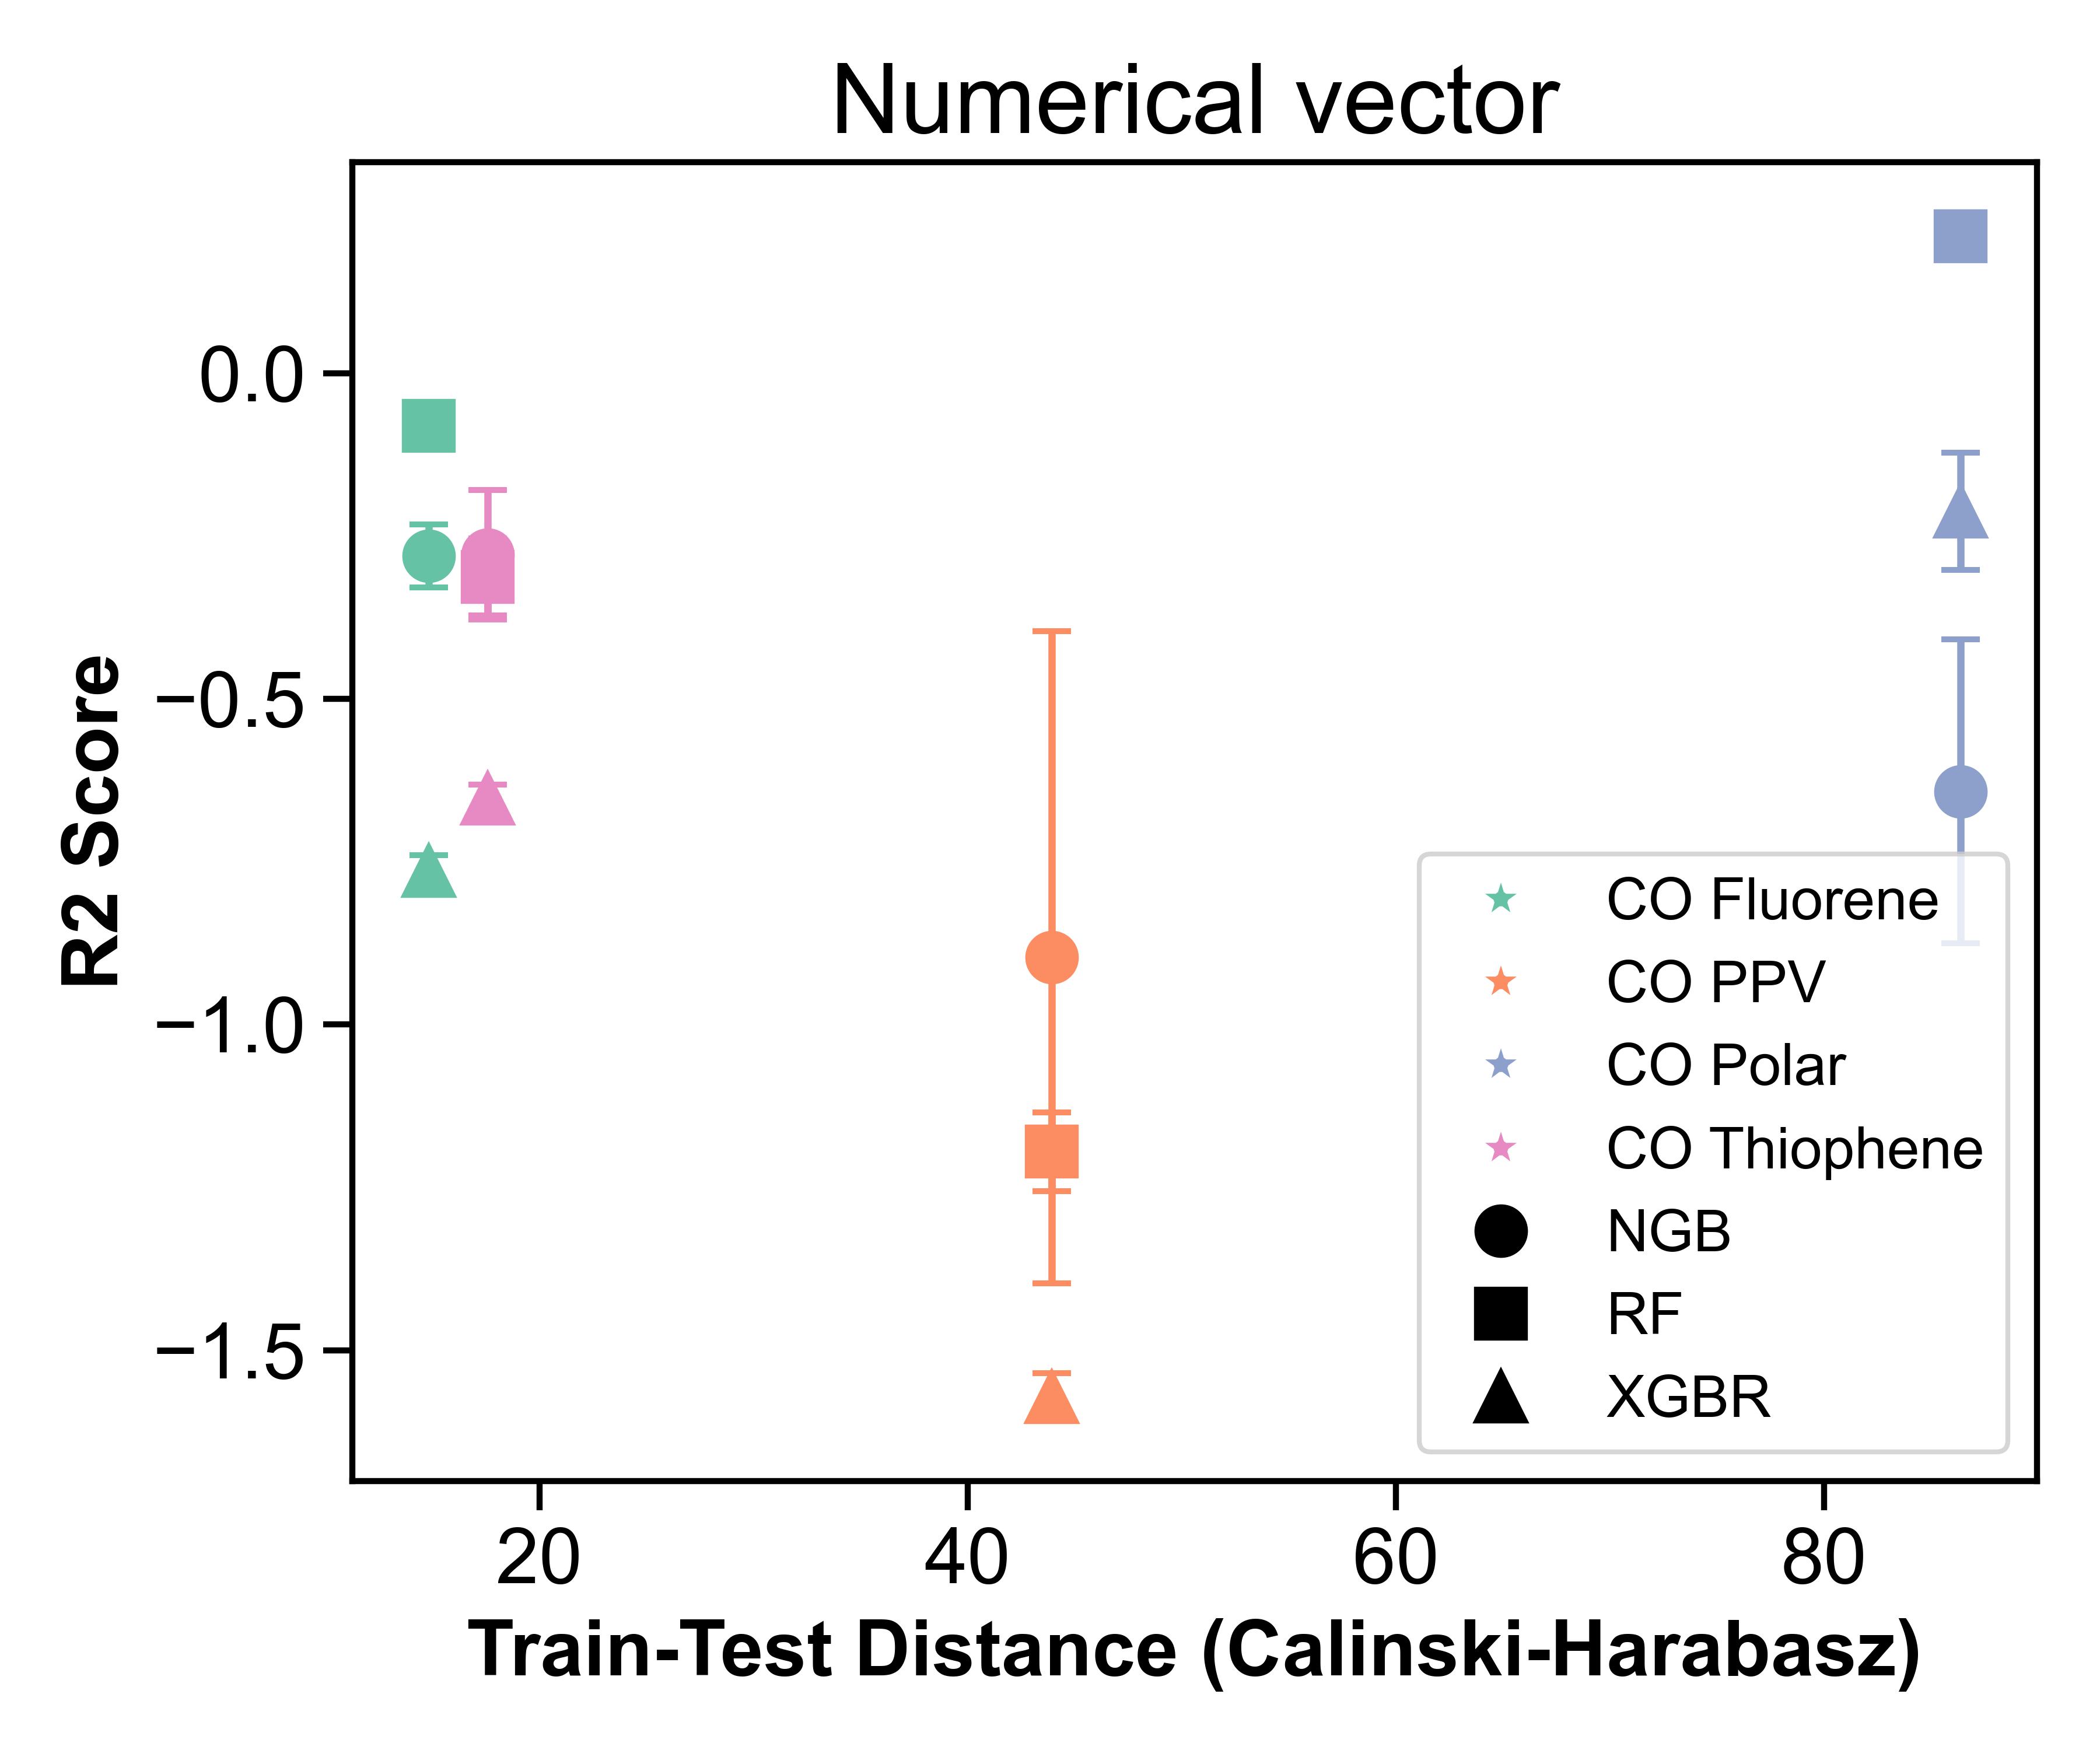 Numerical vector
R2 Score
0.0
−0.5
−1.0
−1.5
CO Fluorene
CO PPV
CO Polar
CO Thiophene
NGB
RF
XGBR
20 40 60 80
Train-Test Distance (Calinski-Harabasz)